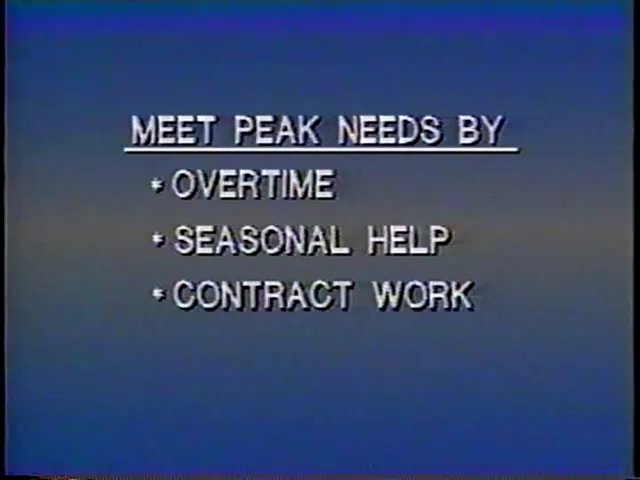 MEET PEAK NEEDS BY
* OVERTIME
* SEASONAL HELP
* CONTRACT WORK